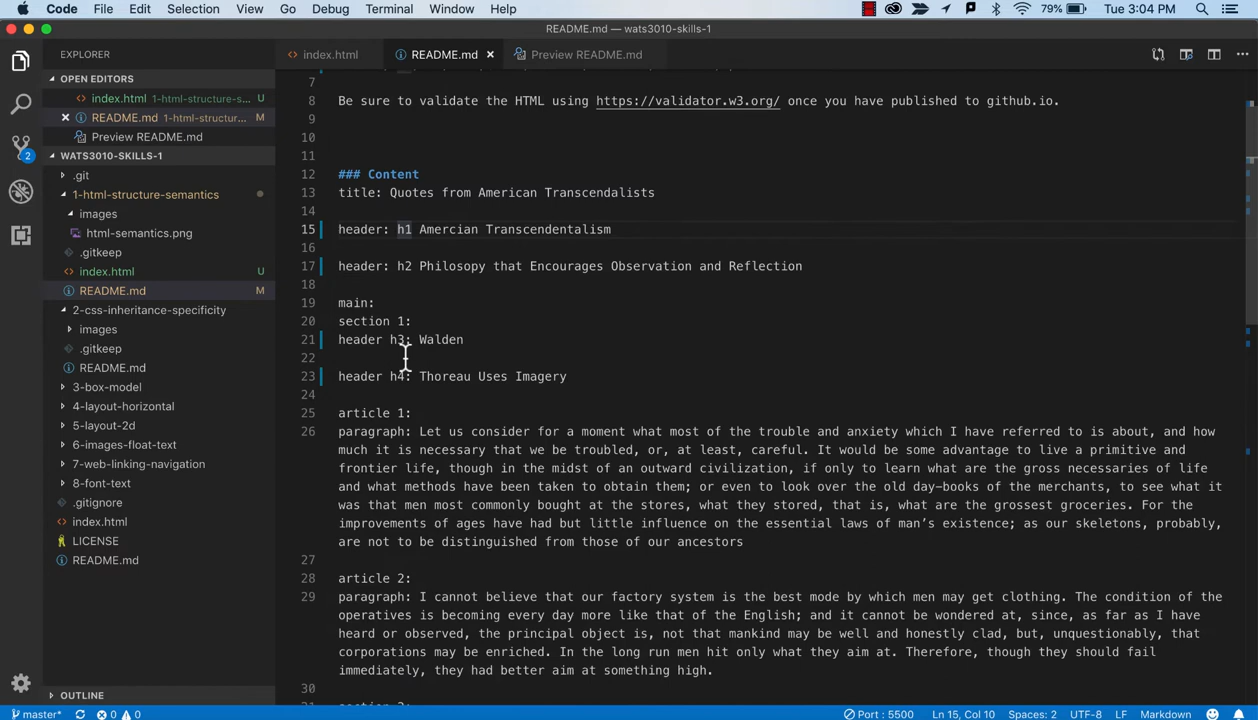 Code File Edit Selection View Go Debug Terminal Window Help 79% Tue 3:04 PM
README.md — wats3010-skills-1
EXPLORER
OPEN EDITORS
index.html 1-html-structure-s... U
README.md 1-html-structur... M
Preview README.md
WATS3010-SKILLS-1
.git
1-html-structure-semantics
images
html-semantics.png
.gitkeep
index.html U
README.md M
2-css-inheritance-specificity
images
.gitkeep
README.md
3-box-model
4-layout-horizontal
5-layout-2d
6-images-float-text
7-web-linking-navigation
8-font-text
.gitignore
index.html
LICENSE
README.md
OUTLINE
2
index.html README.md Preview README.md
7
8 Be sure to validate the HTML using https://validator.w3.org/ once you have published to github.io.
9
10
11
12 ### Content
13 title: Quotes from American Transcendalists
14
15 header: h1 Amercian Transcendentalism
16
17 header: h2 Philosopy that Encourages Observation and Reflection
18
19 main:
20 section 1:
21 header h3: Walden
22
23 header h4: Thoreau Uses Imagery
24
25 article 1:
26 paragraph: Let us consider for a moment what most of the trouble and anxiety which I have referred to is about, and how
much it is necessary that we be troubled, or, at least, careful. It would be some advantage to live a primitive and
frontier life, though in the midst of an outward civilization, if only to learn what are the gross necessaries of life
and what methods have been taken to obtain them; or even to look over the old day-books of the merchants, to see what it
was that men most commonly bought at the stores, what they stored, that is, what are the grossest groceries. For the
improvements of ages have had but little influence on the essential laws of man's existence; as our skeletons, probably,
are not to be distinguished from those of our ancestors
27
28 article 2:
29 paragraph: I cannot believe that our factory system is the best mode by which men may get clothing. The condition of the
operatives is becoming every day more like that of the English; and it cannot be wondered at, since, as far as I have
heard or observed, the principal object is, not that mankind may be well and honestly clad, but, unquestionably, that
corporations may be enriched. In the long run men hit only what they aim at. Therefore, though they should fail
immediately, they had better aim at something high.
30
master* 0 0 Port : 5500 Ln 15, Col 10 Spaces: 2 UTF-8 LF Markdown